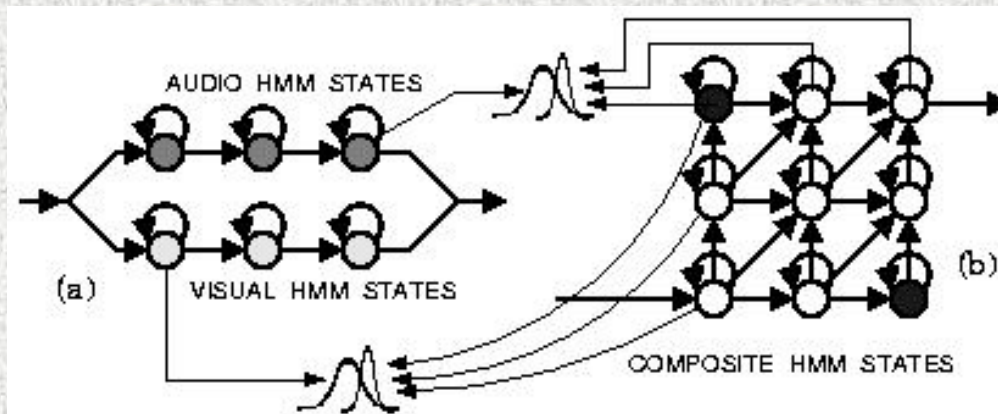 AUDIO HMM STATES
(a)
VISUAL HMM STATES
(b)
COMPOSITE HMM STATES